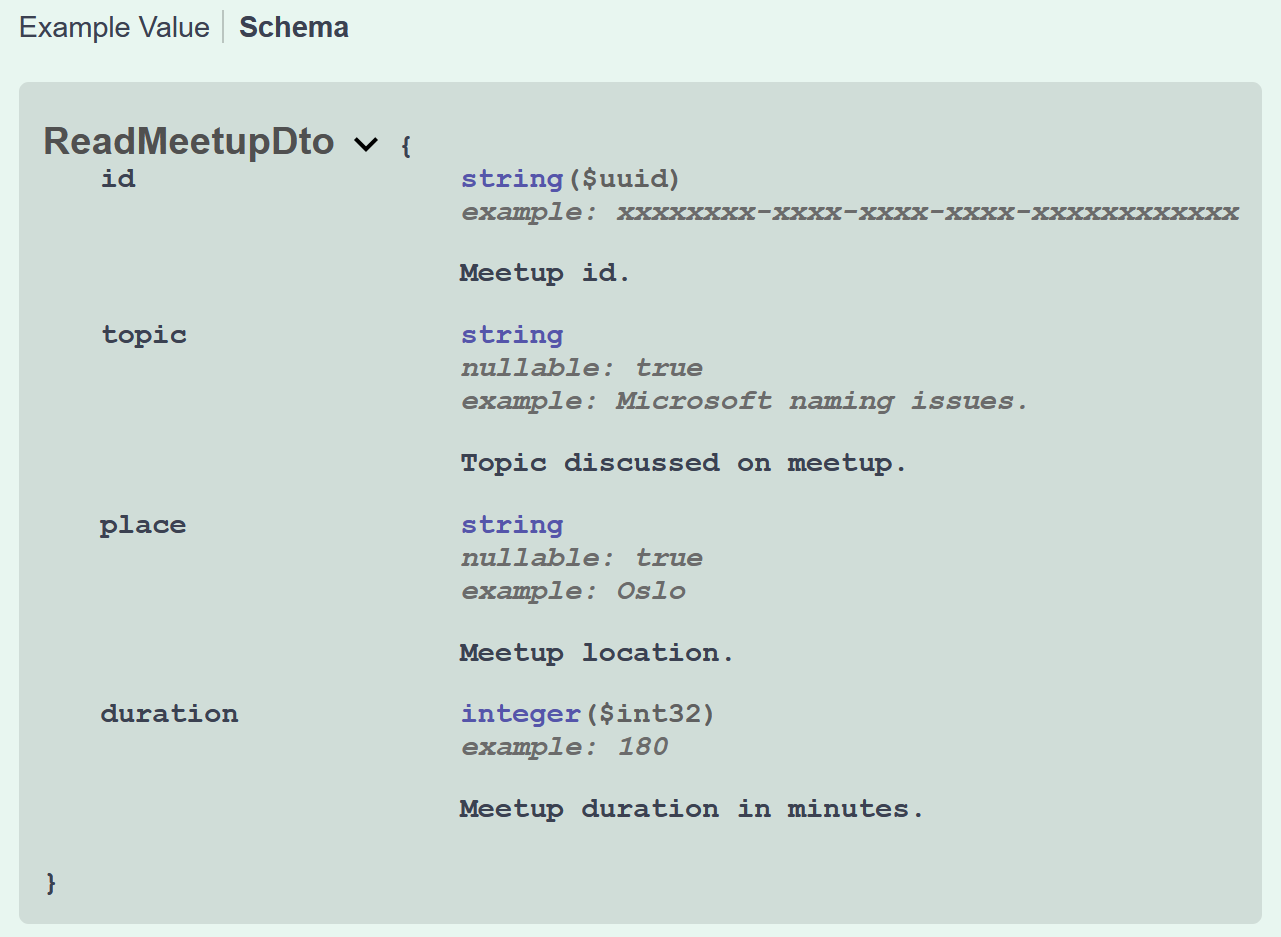 Example Value Schema
ReadMeetupDto {
id string($uuid)
example: xxxxxxxx-xxxx-xxxx-xxxx-xxxxxxxxxxxx
Meetup id.
topic string
nullable: true
example: Microsoft naming issues.
Topic discussed on meetup.
place string
nullable: true
example: Oslo
Meetup location.
duration integer($int32)
example: 180
Meetup duration in minutes.
}